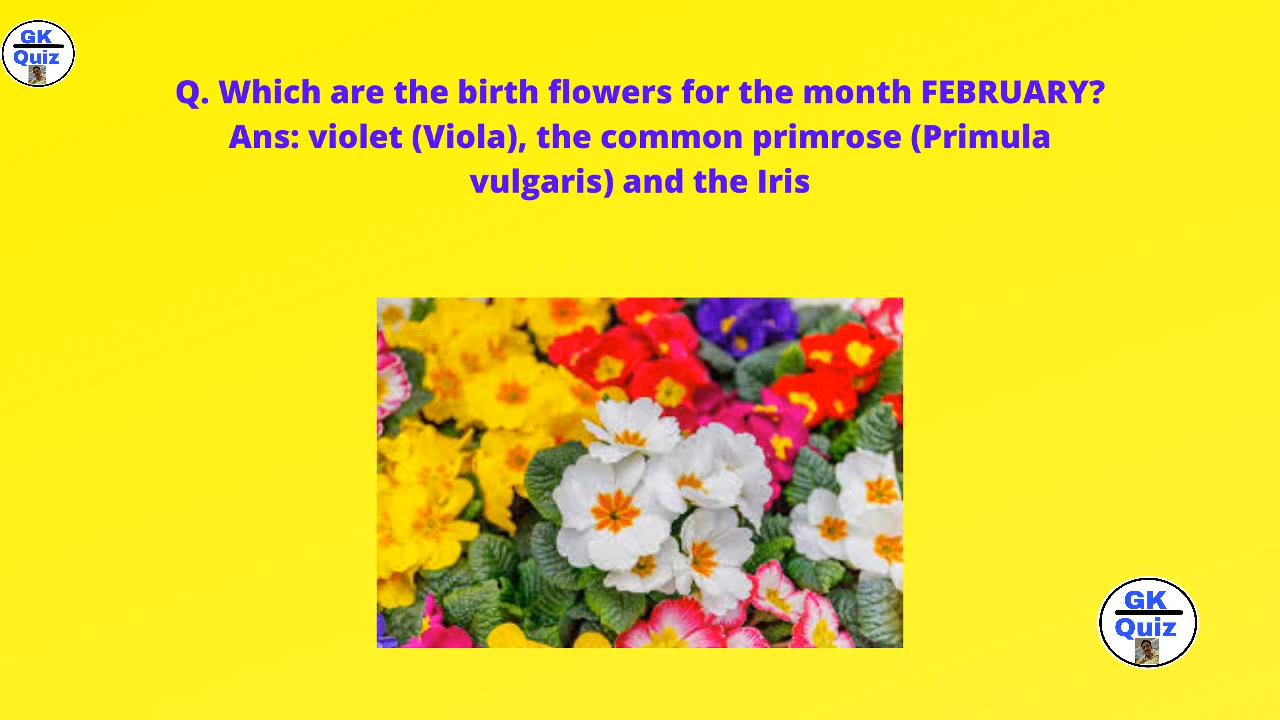 GK
Quiz
Q. Which are the birth flowers for the month FEBRUARY?
Ans: violet (Viola), the common primrose (Primula
vulgaris) and the Iris
GK
Quiz